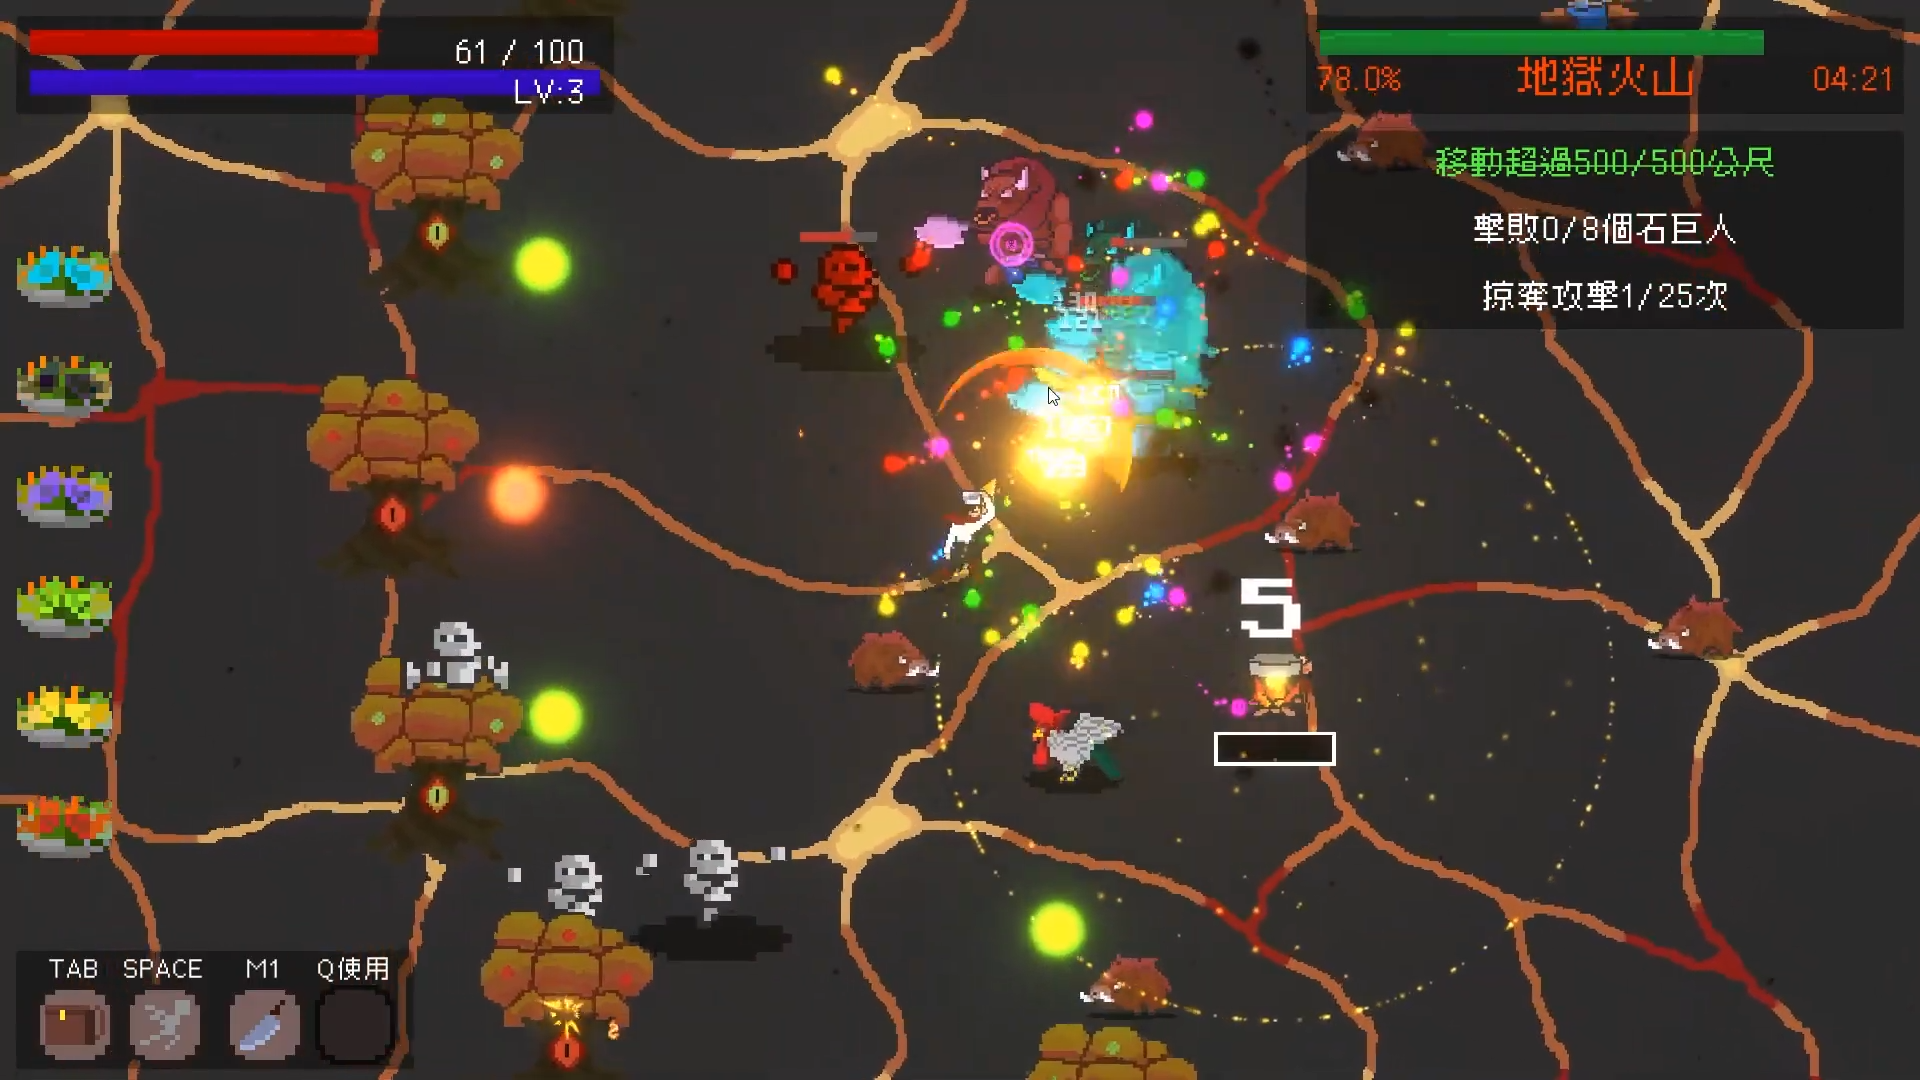 61 / 100
LV:3
78.0%
地獄火山
04:21
移動超過500/500公尺
擊敗0/8個石巨人
掠奪攻擊1/25次
5
TAB
SPACE
M1
Q使用